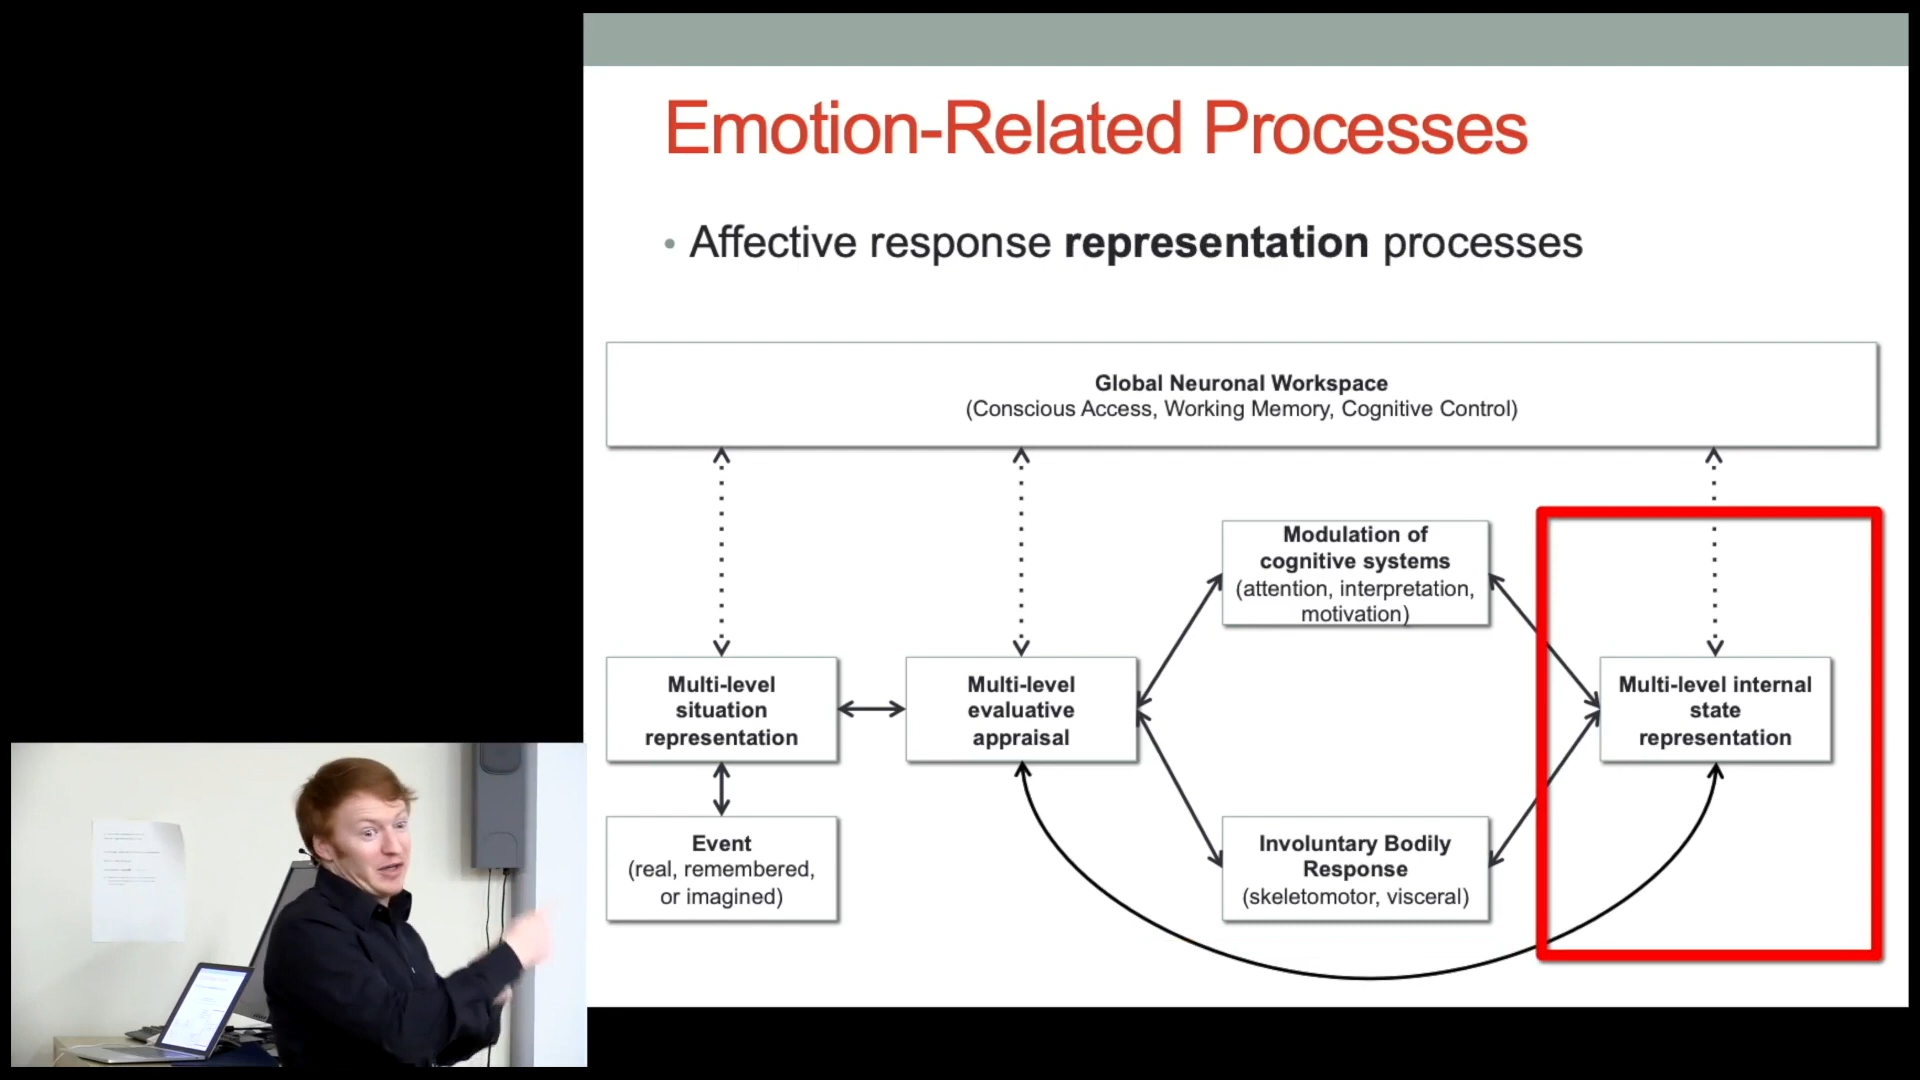 Emotion-Related Processes
• Affective response representation processes
Global Neuronal Workspace
(Conscious Access, Working Memory, Cognitive Control)
Modulation of
cognitive systems
(attention, interpretation,
motivation)
Multi-level
situation
representation
Multi-level
evaluative
appraisal
Multi-level internal
state
representation
Event
(real, remembered,
or imagined)
Involuntary Bodily
Response
(skeletomotor, visceral)